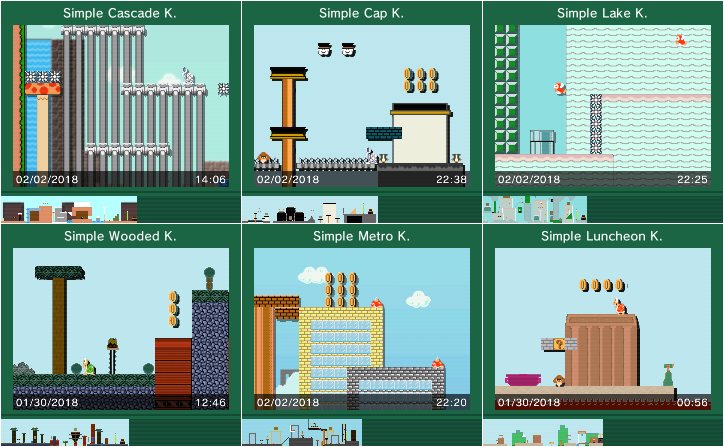 Simple Cascade K.
Simple Cap K.
Simple Lake K.
02/02/2018 14:06
02/02/2018 22:38
02/02/2018 22:25
Simple Wooded K.
Simple Metro K.
Simple Luncheon K.
01/30/2018 12:46
02/02/2018 22:20
01/30/2018 00:56